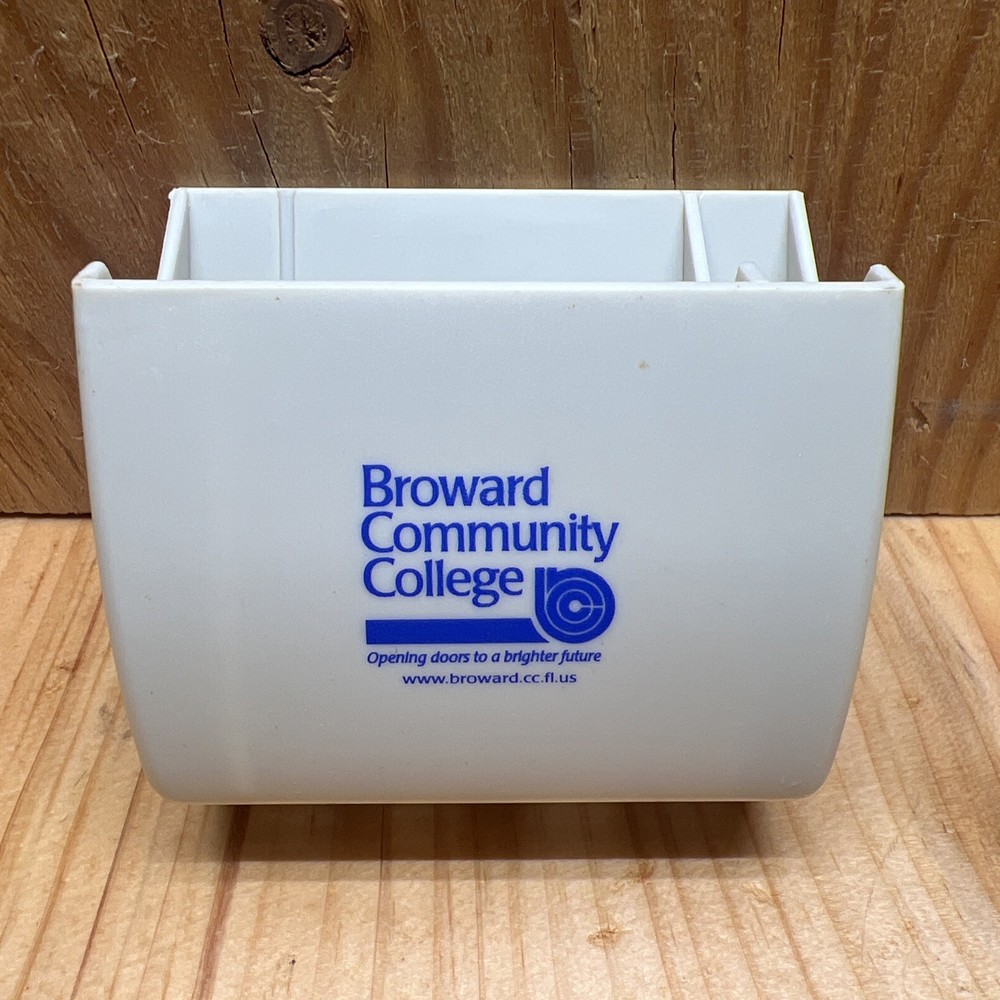 Broward
Community
College
Opening doors to a brighter future
www.broward.cc.fl.us